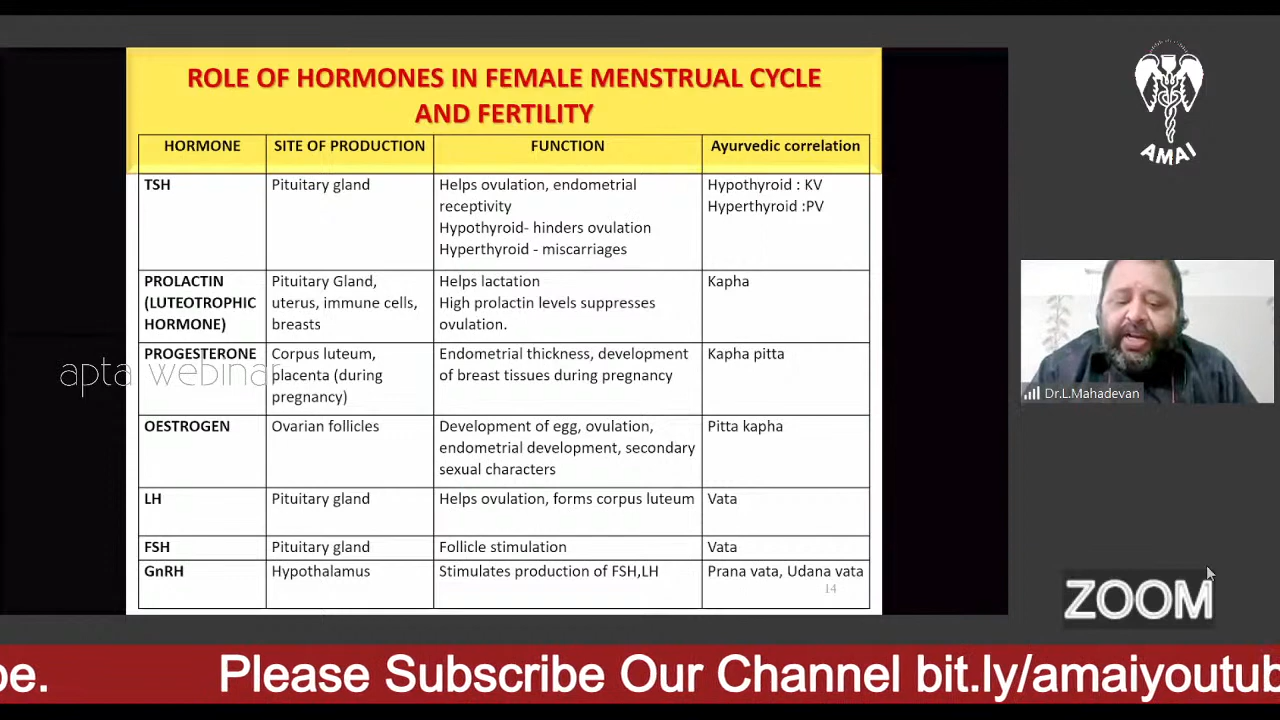 ROLE OF HORMONES IN FEMALE MENSTRUAL CYCLE
AND FERTILITY
HORMONE
SITE OF PRODUCTION
FUNCTION
Ayurvedic correlation
TSH
Pituitary gland
Helps ovulation, endometrial
receptivity
Hypothyroid- hinders ovulation
Hyperthyroid - miscarriages
Hypothyroid : KV
Hyperthyroid :PV
PROLACTIN
(LUTEOTROPHIC
HORMONE)
Pituitary Gland,
uterus, immune cells,
breasts
Helps lactation
High prolactin levels suppresses
ovulation.
Kapha
PROGESTERONE
Corpus luteum,
placenta (during
pregnancy)
Endometrial thickness, development
of breast tissues during pregnancy
Kapha pitta
OESTROGEN
Ovarian follicles
Development of egg, ovulation,
endometrial development, secondary
sexual characters
Pitta kapha
LH
Pituitary gland
Helps ovulation, forms corpus luteum
Vata
FSH
Pituitary gland
Follicle stimulation
Vata
GnRH
Hypothalamus
Stimulates production of FSH,LH
Prana vata, Udana vata
14
apta webinar
AMAI
Dr.L.Mahadevan
ZOOM
be. Please Subscribe Our Channel bit.ly/amaiyoutub